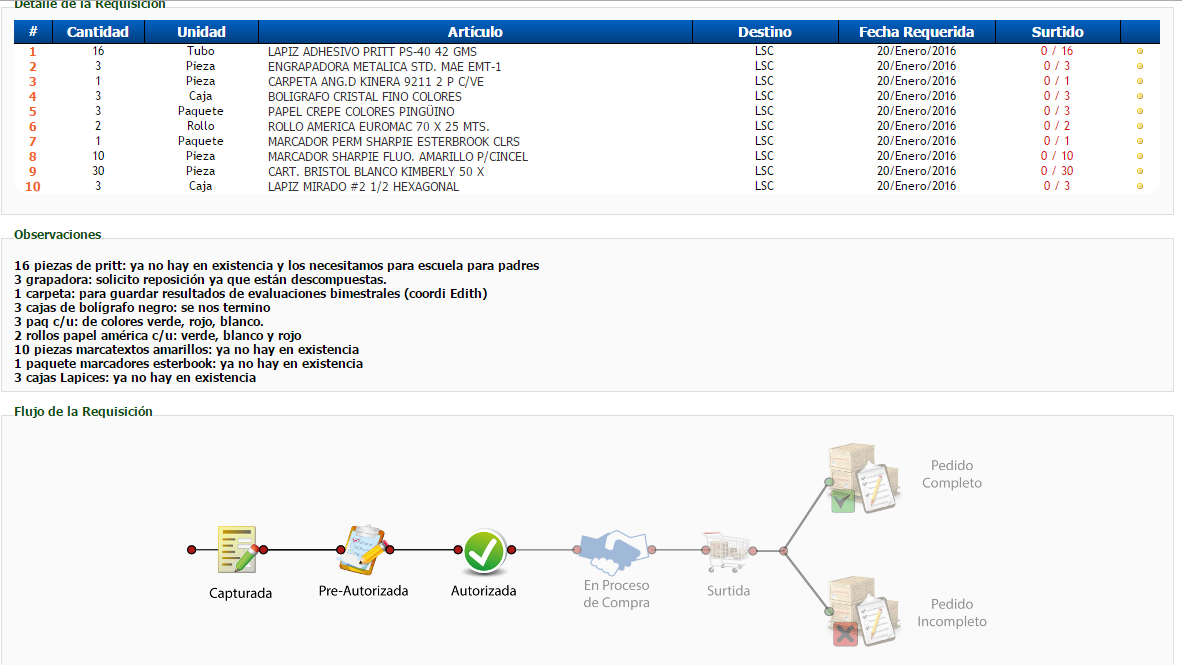 Detalle de la Requisición
# Cantidad Unidad Artículo Destino Fecha Requerida Surtido
1 16 Tubo LAPIZ ADHESIVO PRITT PS-40 42 GMS LSC 20/Enero/2016 0 / 16
2 3 Pieza ENGRAPADORA METALICA STD. MAE EMT-1 LSC 20/Enero/2016 0 / 3
3 1 Pieza CARPETA ANG.D KINERA 9211 2 P C/VE LSC 20/Enero/2016 0 / 1
4 3 Caja BOLIGRAFO CRISTAL FINO COLORES LSC 20/Enero/2016 0 / 3
5 3 Paquete PAPEL CREPE COLORES PINGÜINO LSC 20/Enero/2016 0 / 3
6 2 Rollo ROLLO AMERICA EUROMAC 70 X 25 MTS. LSC 20/Enero/2016 0 / 2
7 1 Paquete MARCADOR PERM SHARPIE ESTERBROOK CLRS LSC 20/Enero/2016 0 / 1
8 10 Pieza MARCADOR SHARPIE FLUO. AMARILLO P/CINCEL LSC 20/Enero/2016 0 / 10
9 30 Pieza CART. BRISTOL BLANCO KIMBERLY 50 X LSC 20/Enero/2016 0 / 30
10 3 Caja LAPIZ MIRADO #2 1/2 HEXAGONAL LSC 20/Enero/2016 0 / 3
Observaciones
16 piezas de pritt: ya no hay en existencia y los necesitamos para escuela para padres
3 grapadora: solicito reposición ya que están descompuestas.
1 carpeta: para guardar resultados de evaluaciones bimestrales (coordi Edith)
3 cajas de bolígrafo negro: se nos termino
3 paq c/u: de colores verde, rojo, blanco.
2 rollos papel américa c/u: verde, blanco y rojo
10 piezas marcatextos amarillos: ya no hay en existencia
1 paquete marcadores esterbook: ya no hay en existencia
3 cajas Lapices: ya no hay en existencia
Flujo de la Requisición
Capturada
Pre-Autorizada
Autorizada
En Proceso
de Compra
Surtida
Pedido
Completo
Pedido
Incompleto